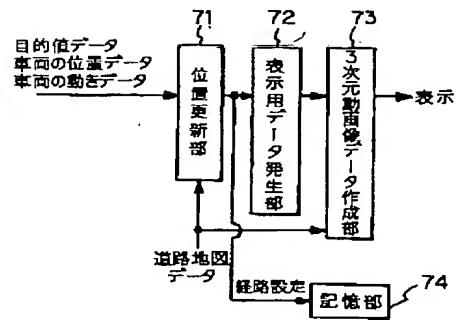 71
72
73
目的値データ
車両の位置データ
車両の動きデータ
位置更新部
表示用データ発生部
3次元動画像データ作成部
表示
道路地図
データ
経路設定
記憶部
74